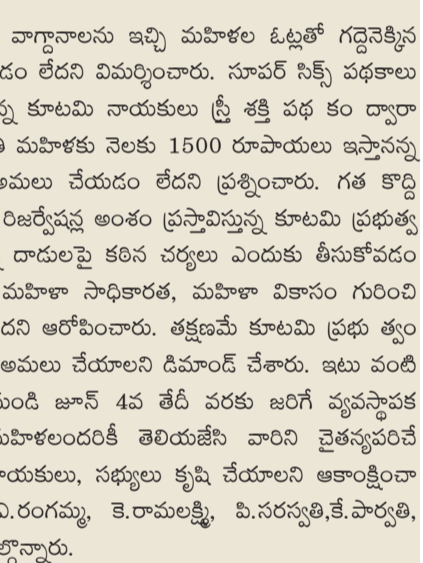 వాగ్దానాలను ఇచ్చి మహిళల ఓట్లతో గద్దెనెక్కిన
డం లేదని విమర్శించారు. సూపర్ సిక్స్ పథకాలు
న్న కూటమి నాయకులు స్త్రీ శక్తి పథ కం ద్వారా
మహిళకు నెలకు 1500 రూపాయలు ఇస్తానన్న
అమలు చేయడం లేదని ప్రశ్నించారు. గత కొద్ది
రిజర్వేషన్ల అంశం ప్రస్తావిస్తున్న కూటమి ప్రభుత్వ
దాడులపై కఠిన చర్యలు ఎందుకు తీసుకోవడం
మహిళా సాధికారత, మహిళా వికాసం గురించి
దని ఆరోపించారు. తక్షణమే కూటమి ప్రభు త్వం
అమలు చేయాలని డిమాండ్ చేశారు. ఇటు వంటి
నుండి జూన్ 4వ తేదీ వరకు జరిగే వ్యవస్థాపక
మహిళలందరికీ తెలియజేసి వారిని చైతన్యపరిచే
యకులు, సభ్యులు కృషి చేయాలని ఆకాంక్షించా
వి.రంగమ్మ, కె.రామలక్ష్మి, పి.సరస్వతి,కే.పార్వతి,
ల్గొన్నారు.